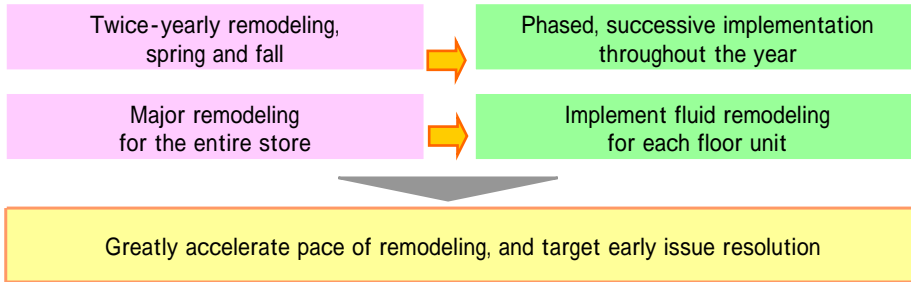 Twice-yearly remodeling,
spring and fall
Phased, successive implementation
throughout the year
Major remodeling
for the entire store
Implement fluid remodeling
for each floor unit
Greatly accelerate pace of remodeling, and target early issue resolution